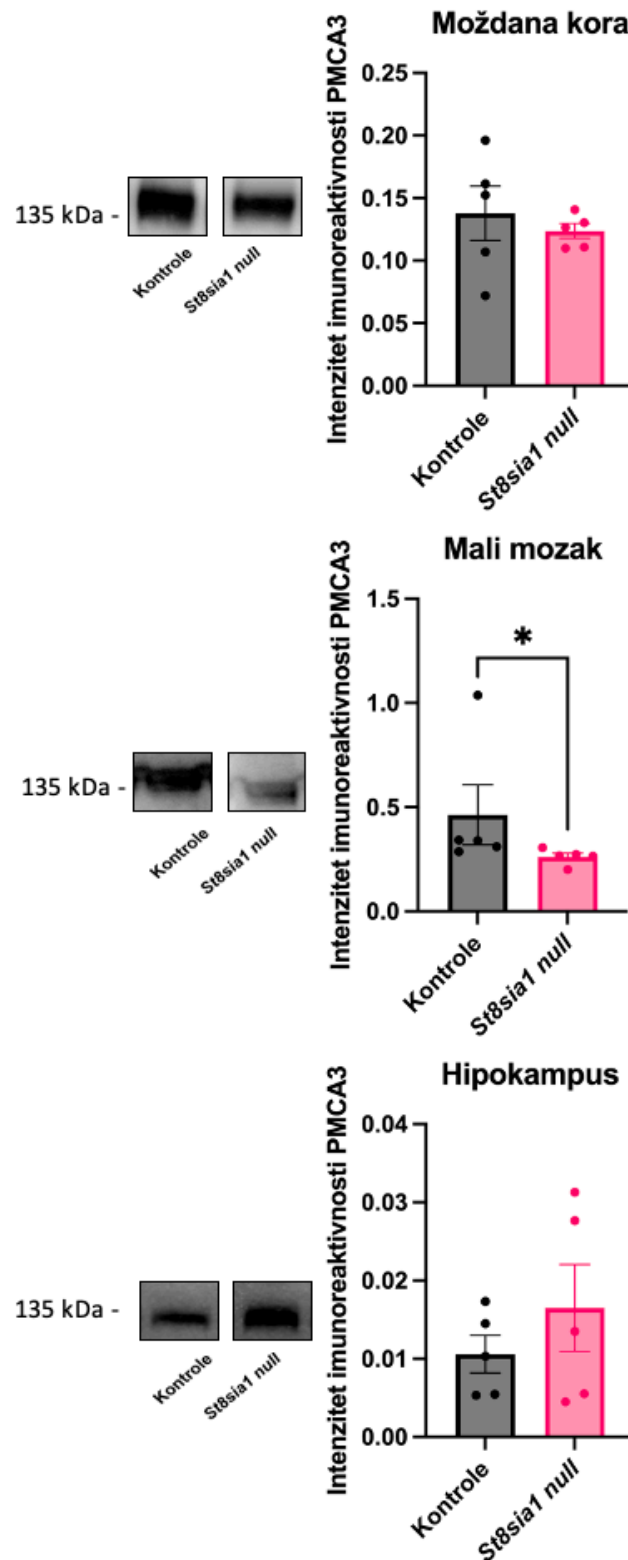 Moždana kora
Intenzitet imunoreaktivnosti PMCA3
0.25
0.20
0.15
0.10
0.05
0.00
135 kDa -
Kontrole
St8sia1 null
Kontrole
St8sia1 null
Mali mozak
Intenzitet imunoreaktivnosti PMCA3
1.5
1.0
0.5
0.0
*
135 kDa -
Kontrole
St8sia1 null
Kontrole
St8sia1 null
Hipokampus
Intenzitet imunoreaktivnosti PMCA3
0.04
0.03
0.02
0.01
0.00
135 kDa -
Kontrole
St8sia1 null
Kontrole
St8sia1 null